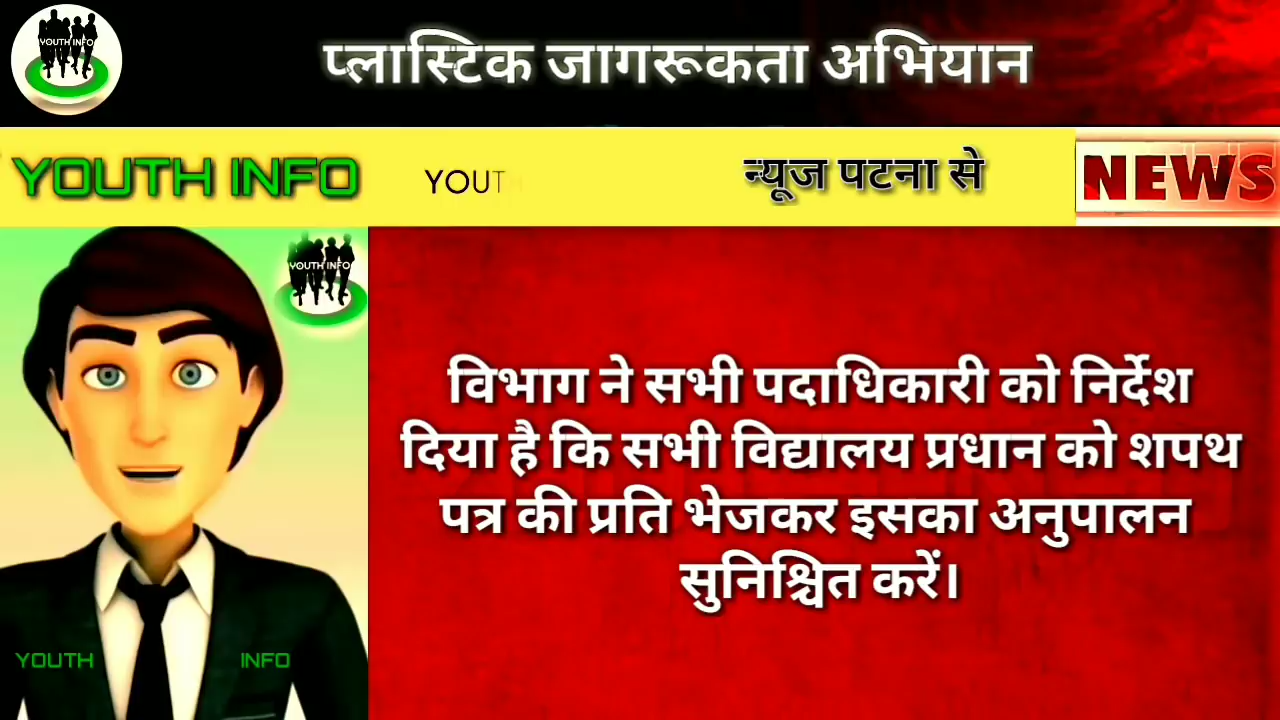 YOUTH INFO
प्लास्टिक जागरूकता अभियान
YOUTH INFO
YOUT
न्यूज पटना से
NEWS
YOUTH INFO
विभाग ने सभी पदाधिकारी को निर्देश
दिया है कि सभी विद्यालय प्रधान को शपथ
पत्र की प्रति भेजकर इसका अनुपालन
सुनिश्चित करें।
YOUTH INFO